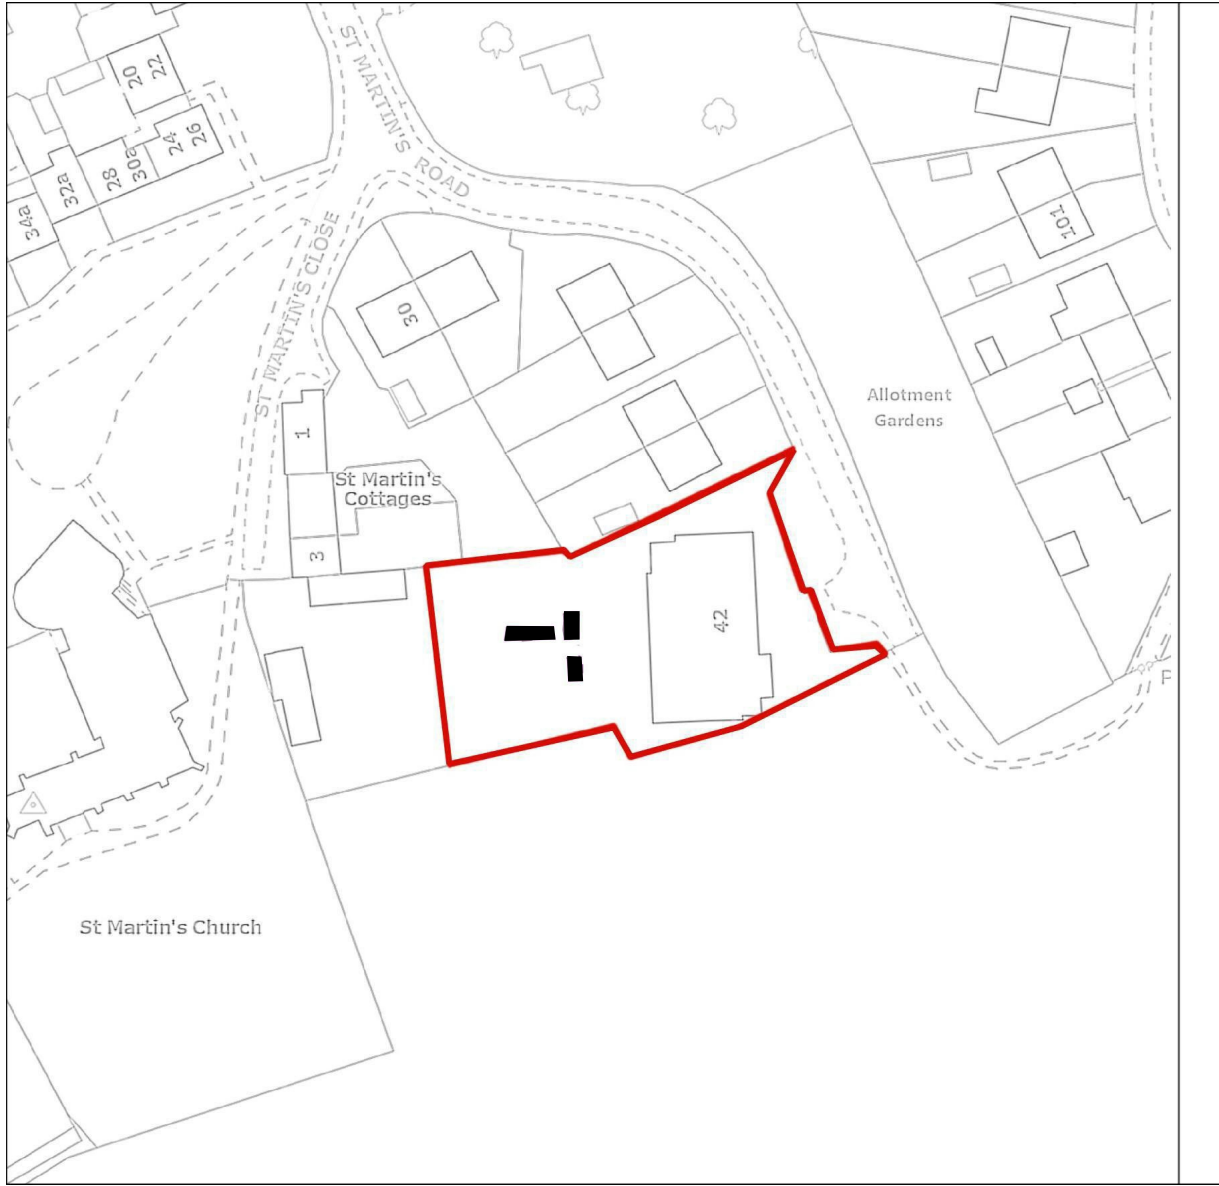 ST MARTIN'S ROAD
20
22
24
26
28
30a
32a
34a
ST MARTIN'S CLOSE
30
101
Allotment
Gardens
1
St Martin's
Cottages
3
42
St Martin's Church